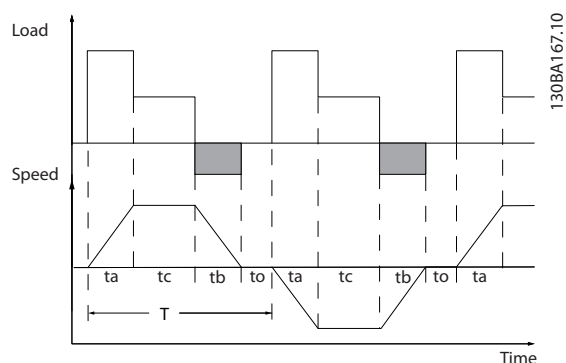 Load
130BA167.10
Speed
ta tc tb to ta tc tb to ta
T
Time